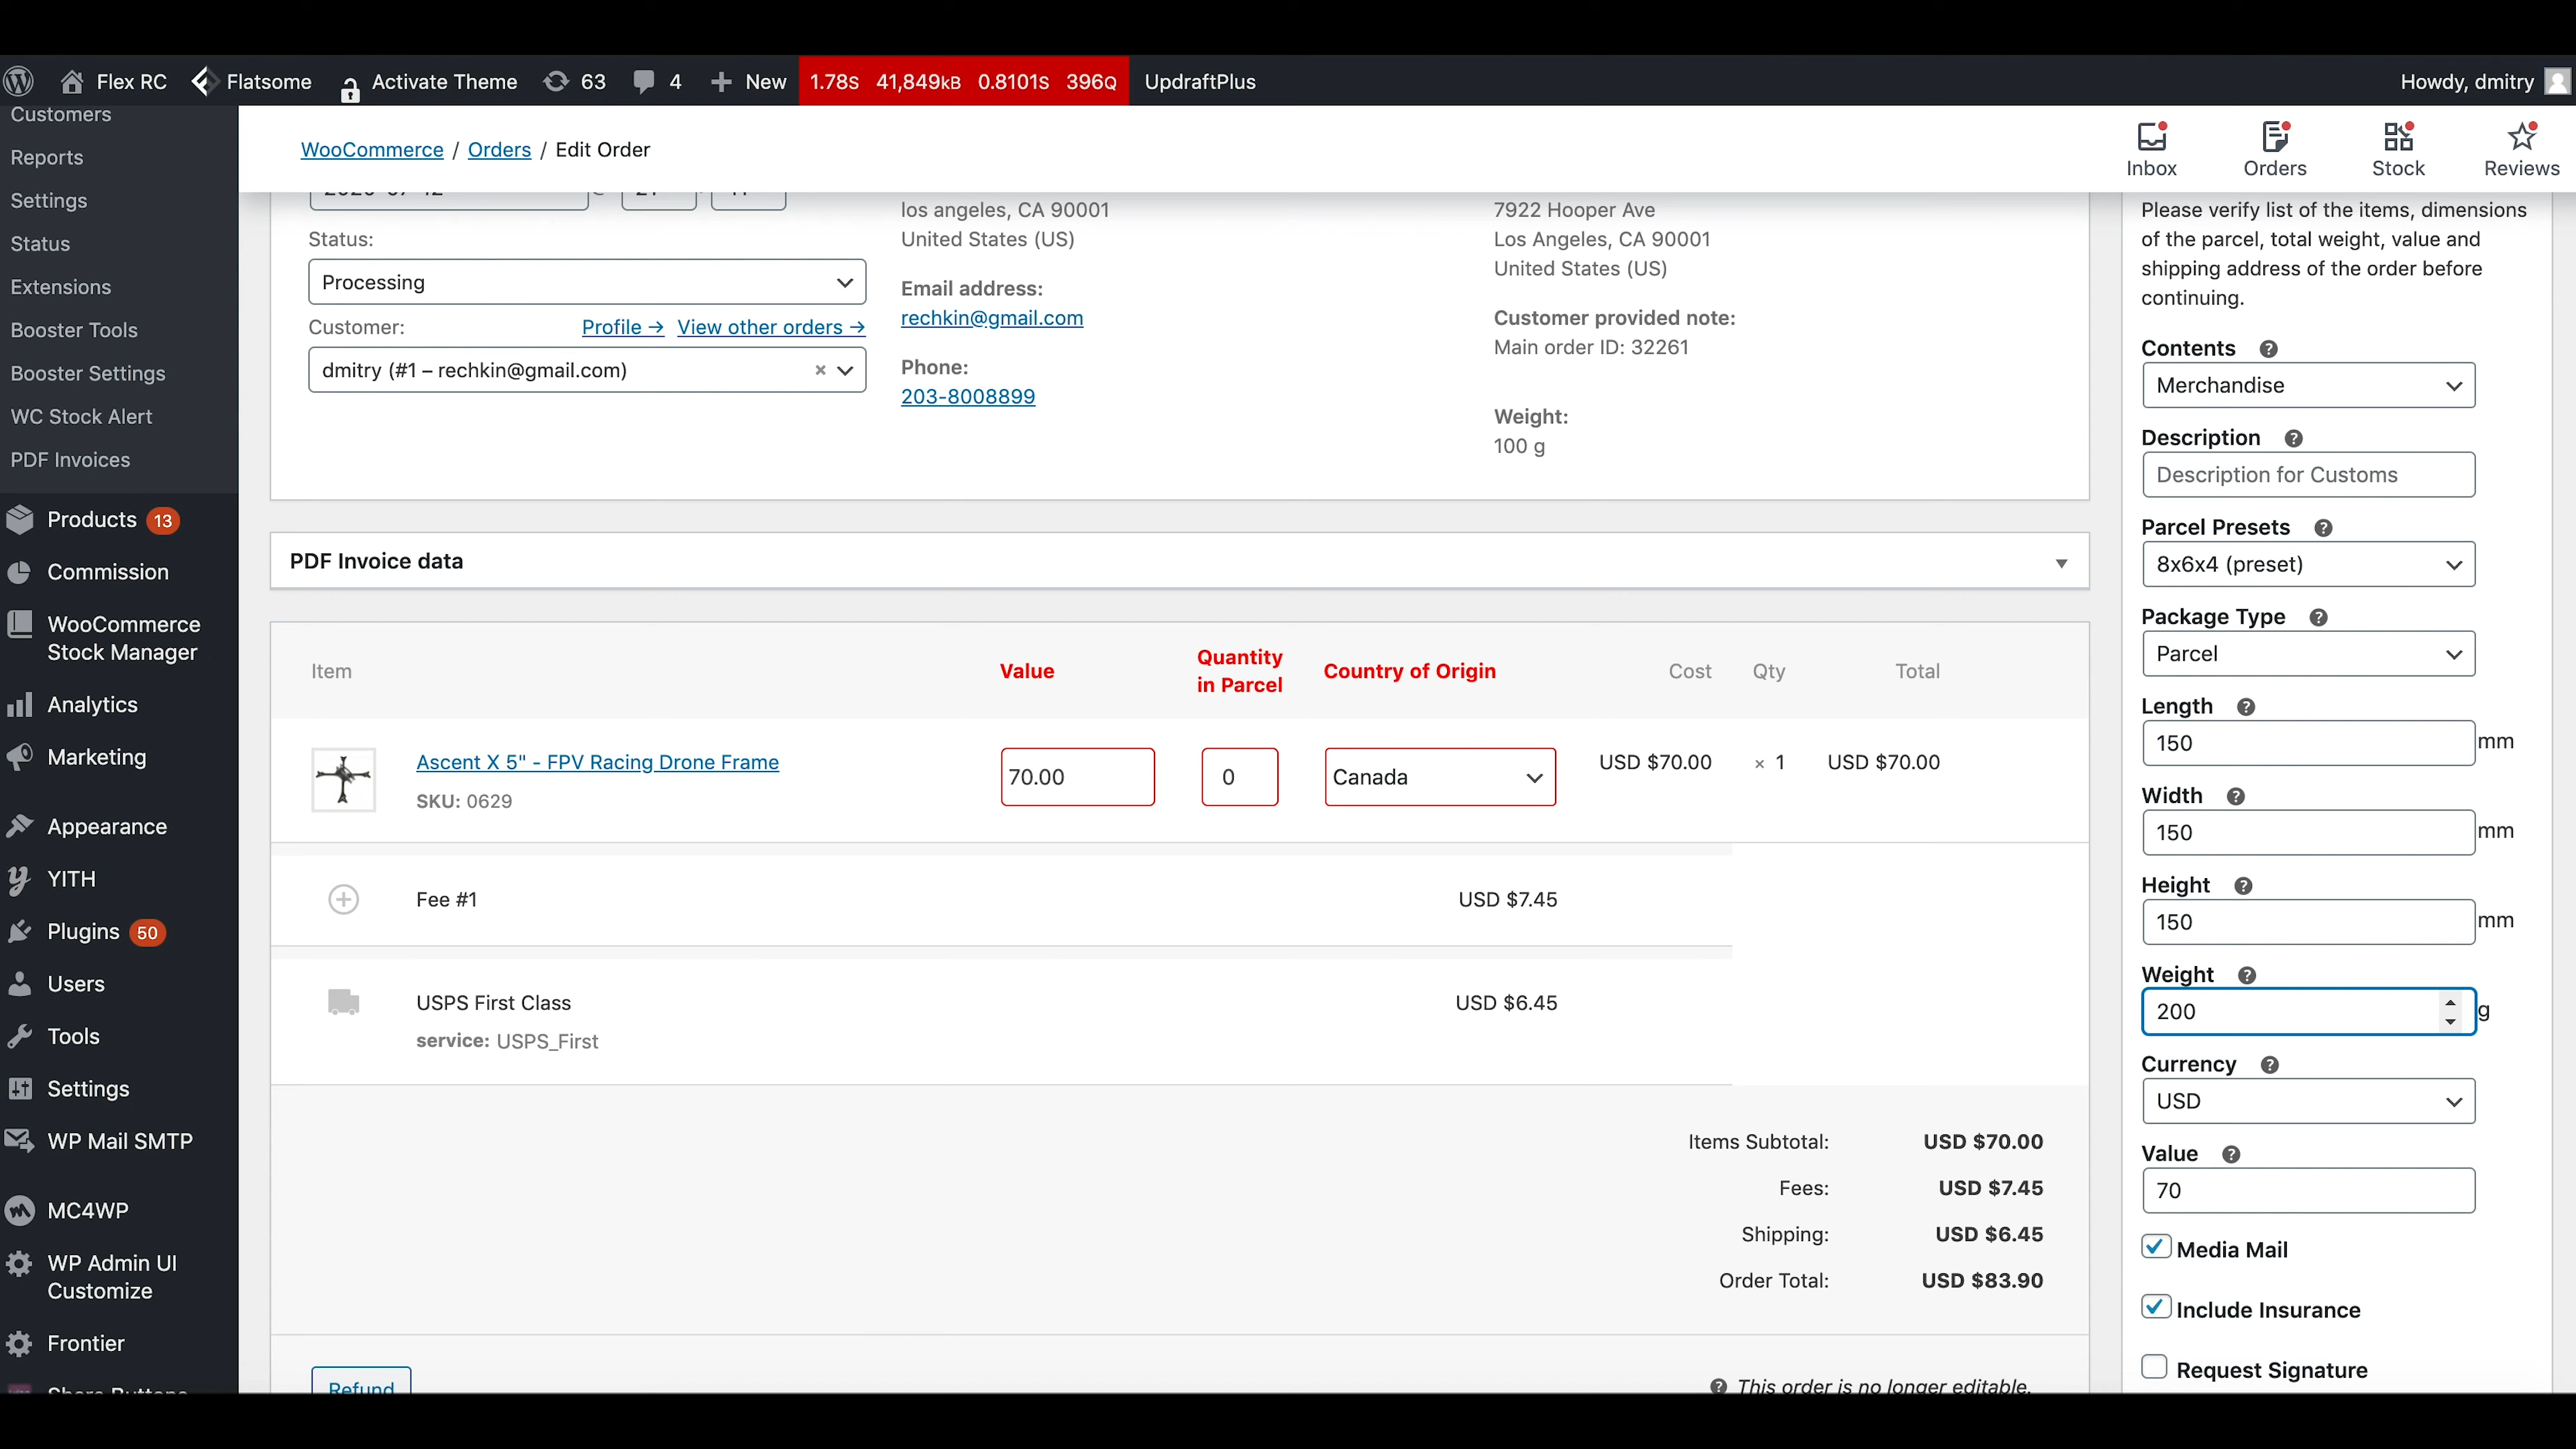 Flex RC Flatsome Activate Theme 63 4 New 1.78s 41,849KB 0.8101s 396Q UpdraftPlus Howdy, dmitry
Customers
Reports
Settings
Status
Extensions
Booster Tools
Booster Settings
WC Stock Alert
PDF Invoices
Products 13
Commission
WooCommerce
Stock Manager
Analytics
Marketing
Appearance
YITH
Plugins 50
Users
Tools
Settings
WP Mail SMTP
MC4WP
WP Admin UI
Customize
Frontier
WooCommerce / Orders / Edit Order
Inbox Orders Stock Reviews
Status:
Processing
Customer: Profile → View other orders →
dmitry (#1 – rechkin@gmail.com) ×
los angeles, CA 90001
United States (US)
Email address:
rechkin@gmail.com
Phone:
203-8008899
7922 Hooper Ave
Los Angeles, CA 90001
United States (US)
Customer provided note:
Main order ID: 32261
Weight:
100 g
PDF Invoice data
Item Value Quantity in Parcel Country of Origin Cost Qty Total
Ascent X 5" - FPV Racing Drone Frame 70.00 0 Canada USD $70.00 × 1 USD $70.00
SKU: 0629
Fee #1 USD $7.45
USPS First Class USD $6.45
service: USPS_First
Items Subtotal: USD $70.00
Fees: USD $7.45
Shipping: USD $6.45
Order Total: USD $83.90
Refund This order is no longer editable.
Please verify list of the items, dimensions
of the parcel, total weight, value and
shipping address of the order before
continuing.
Contents
Merchandise
Description
Description for Customs
Parcel Presets
8x6x4 (preset)
Package Type
Parcel
Length
150 mm
Width
150 mm
Height
150 mm
Weight
200 g
Currency
USD
Value
70
Media Mail
Include Insurance
Request Signature